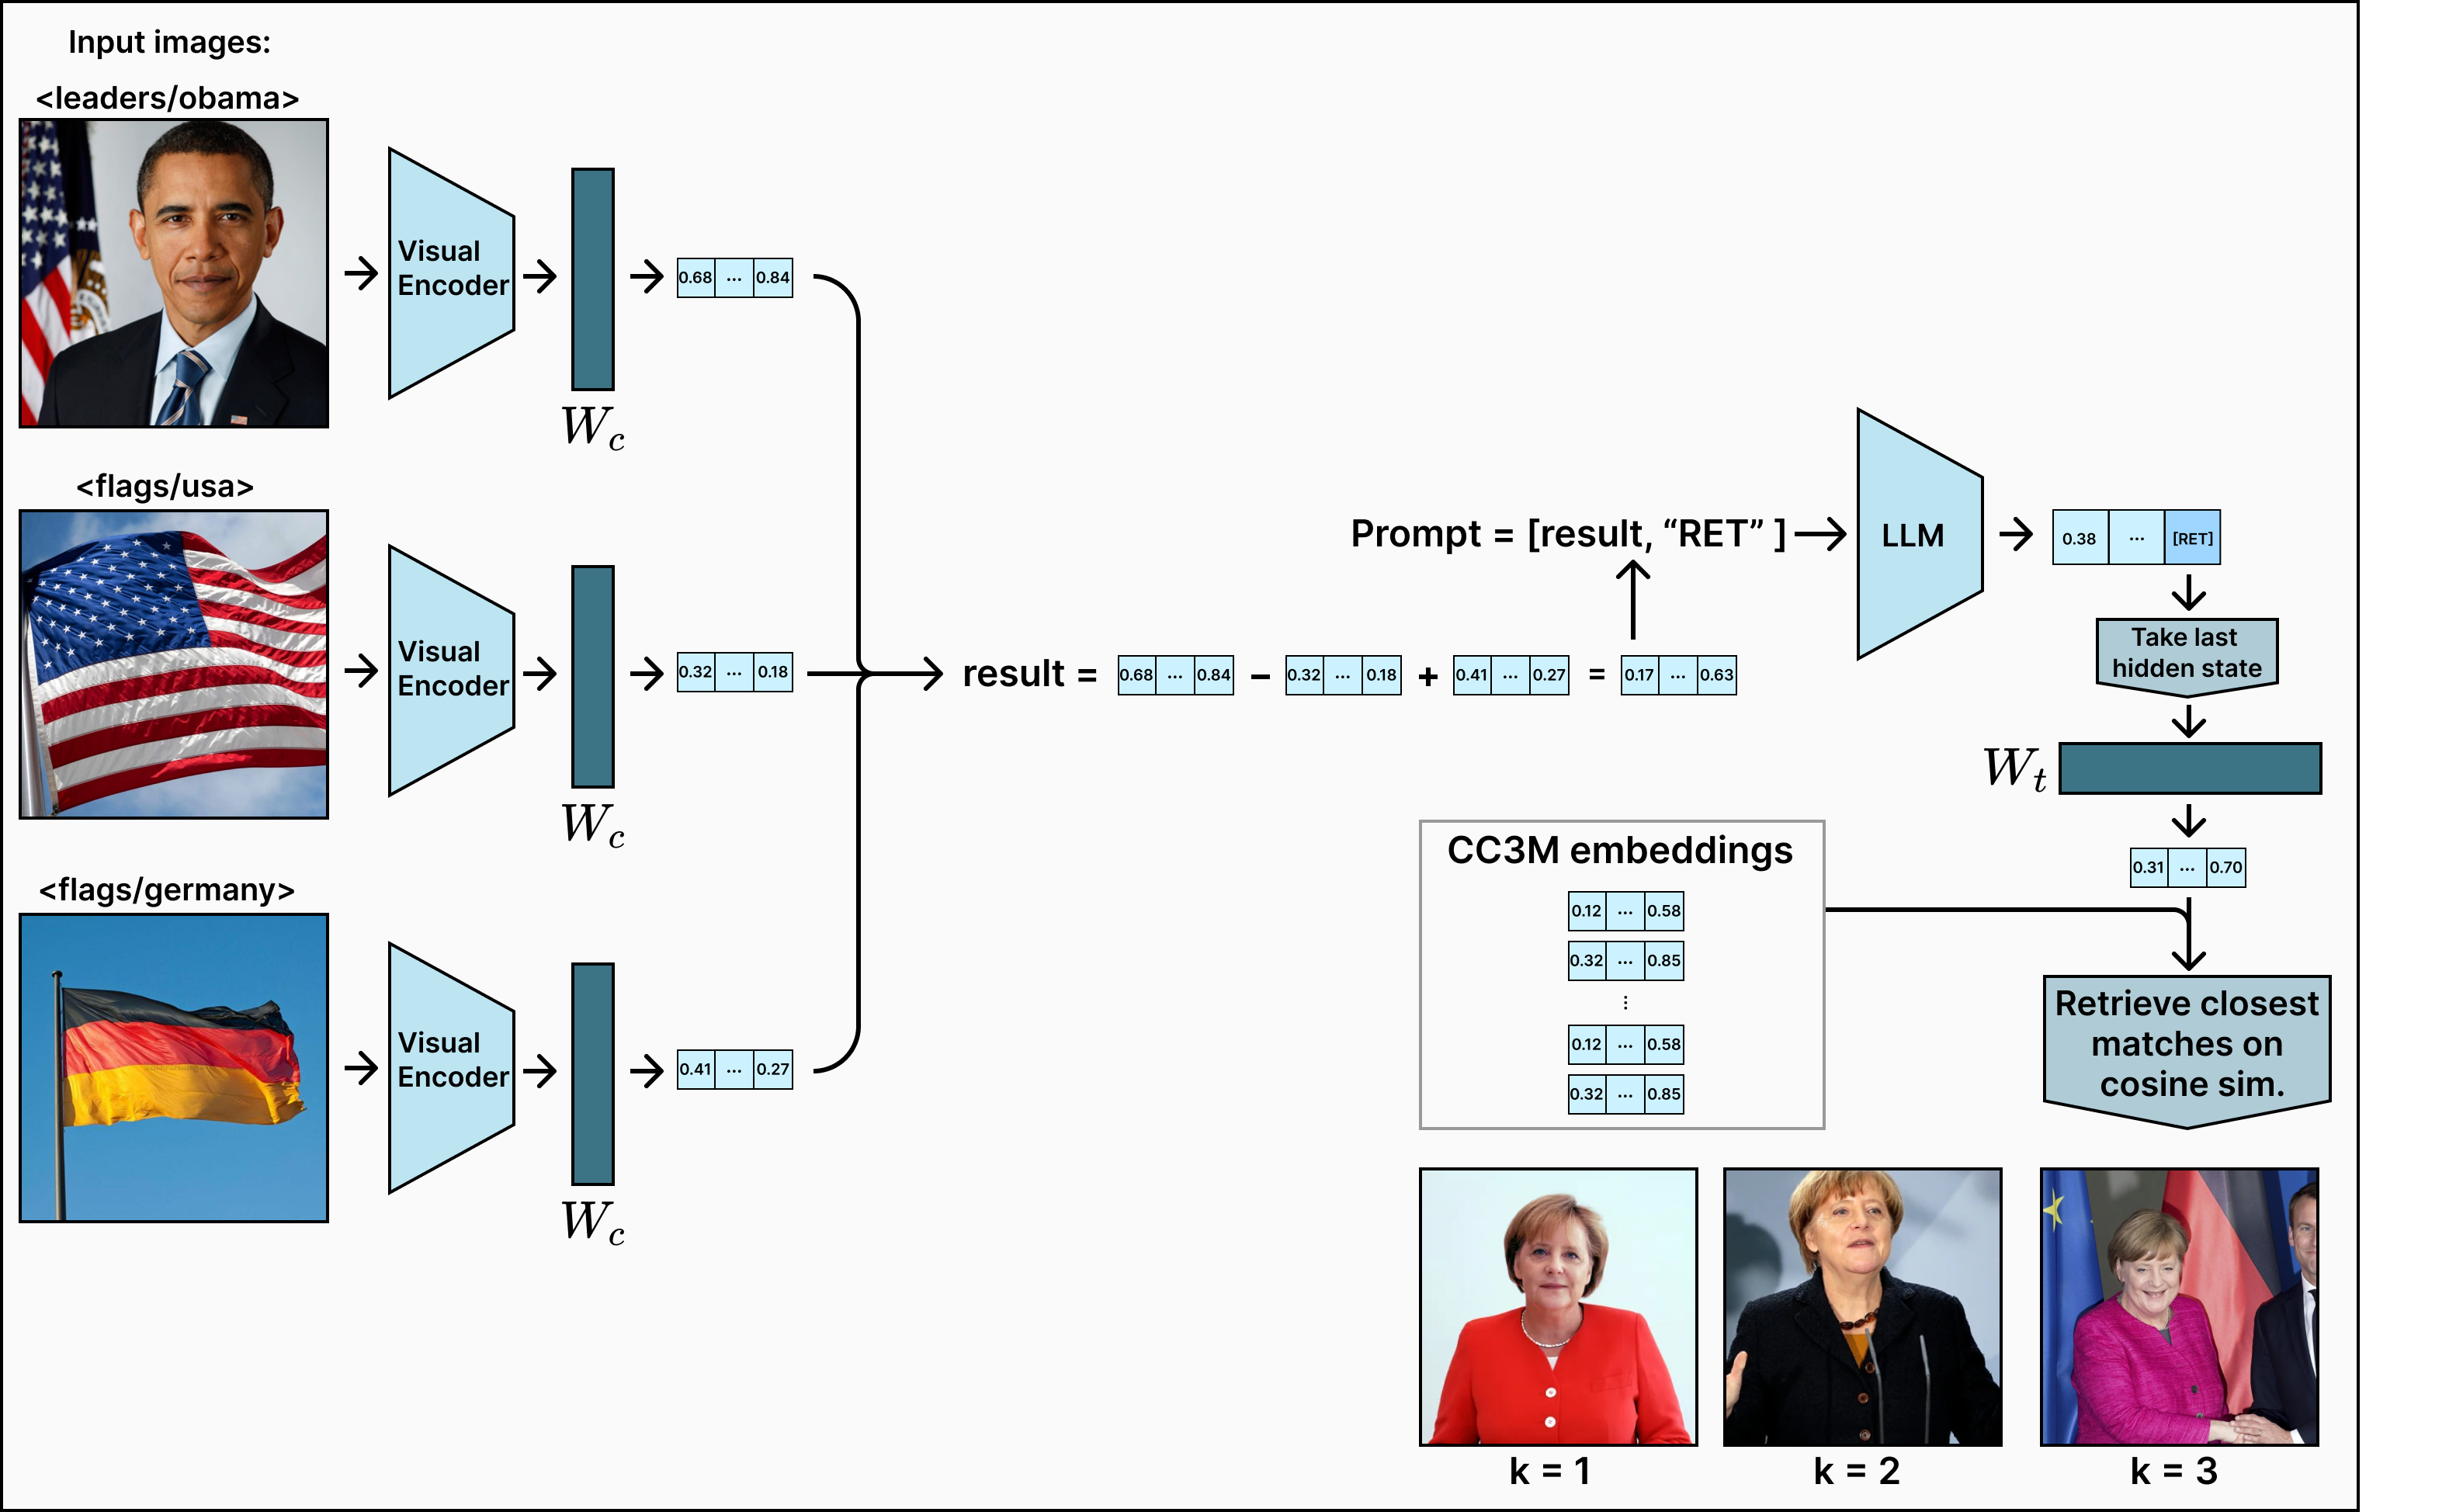 Input images:
<leaders/obama>
Visual
Encoder
W_c
0.68 ... 0.84
<flags/usa>
Visual
Encoder
W_c
0.32 ... 0.18
<flags/germany>
Visual
Encoder
W_c
0.41 ... 0.27
result = 0.68 ... 0.84 – 0.32 ... 0.18 + 0.41 ... 0.27 = 0.17 ... 0.63
Prompt = [result, “RET” ]
LLM
0.38 ... [RET]
Take last
hidden state
W_t
0.31 ... 0.70
CC3M embeddings
0.12 ... 0.58
0.32 ... 0.85
⋮
0.12 ... 0.58
0.32 ... 0.85
Retrieve closest
matches on
cosine sim.
k = 1
k = 2
k = 3